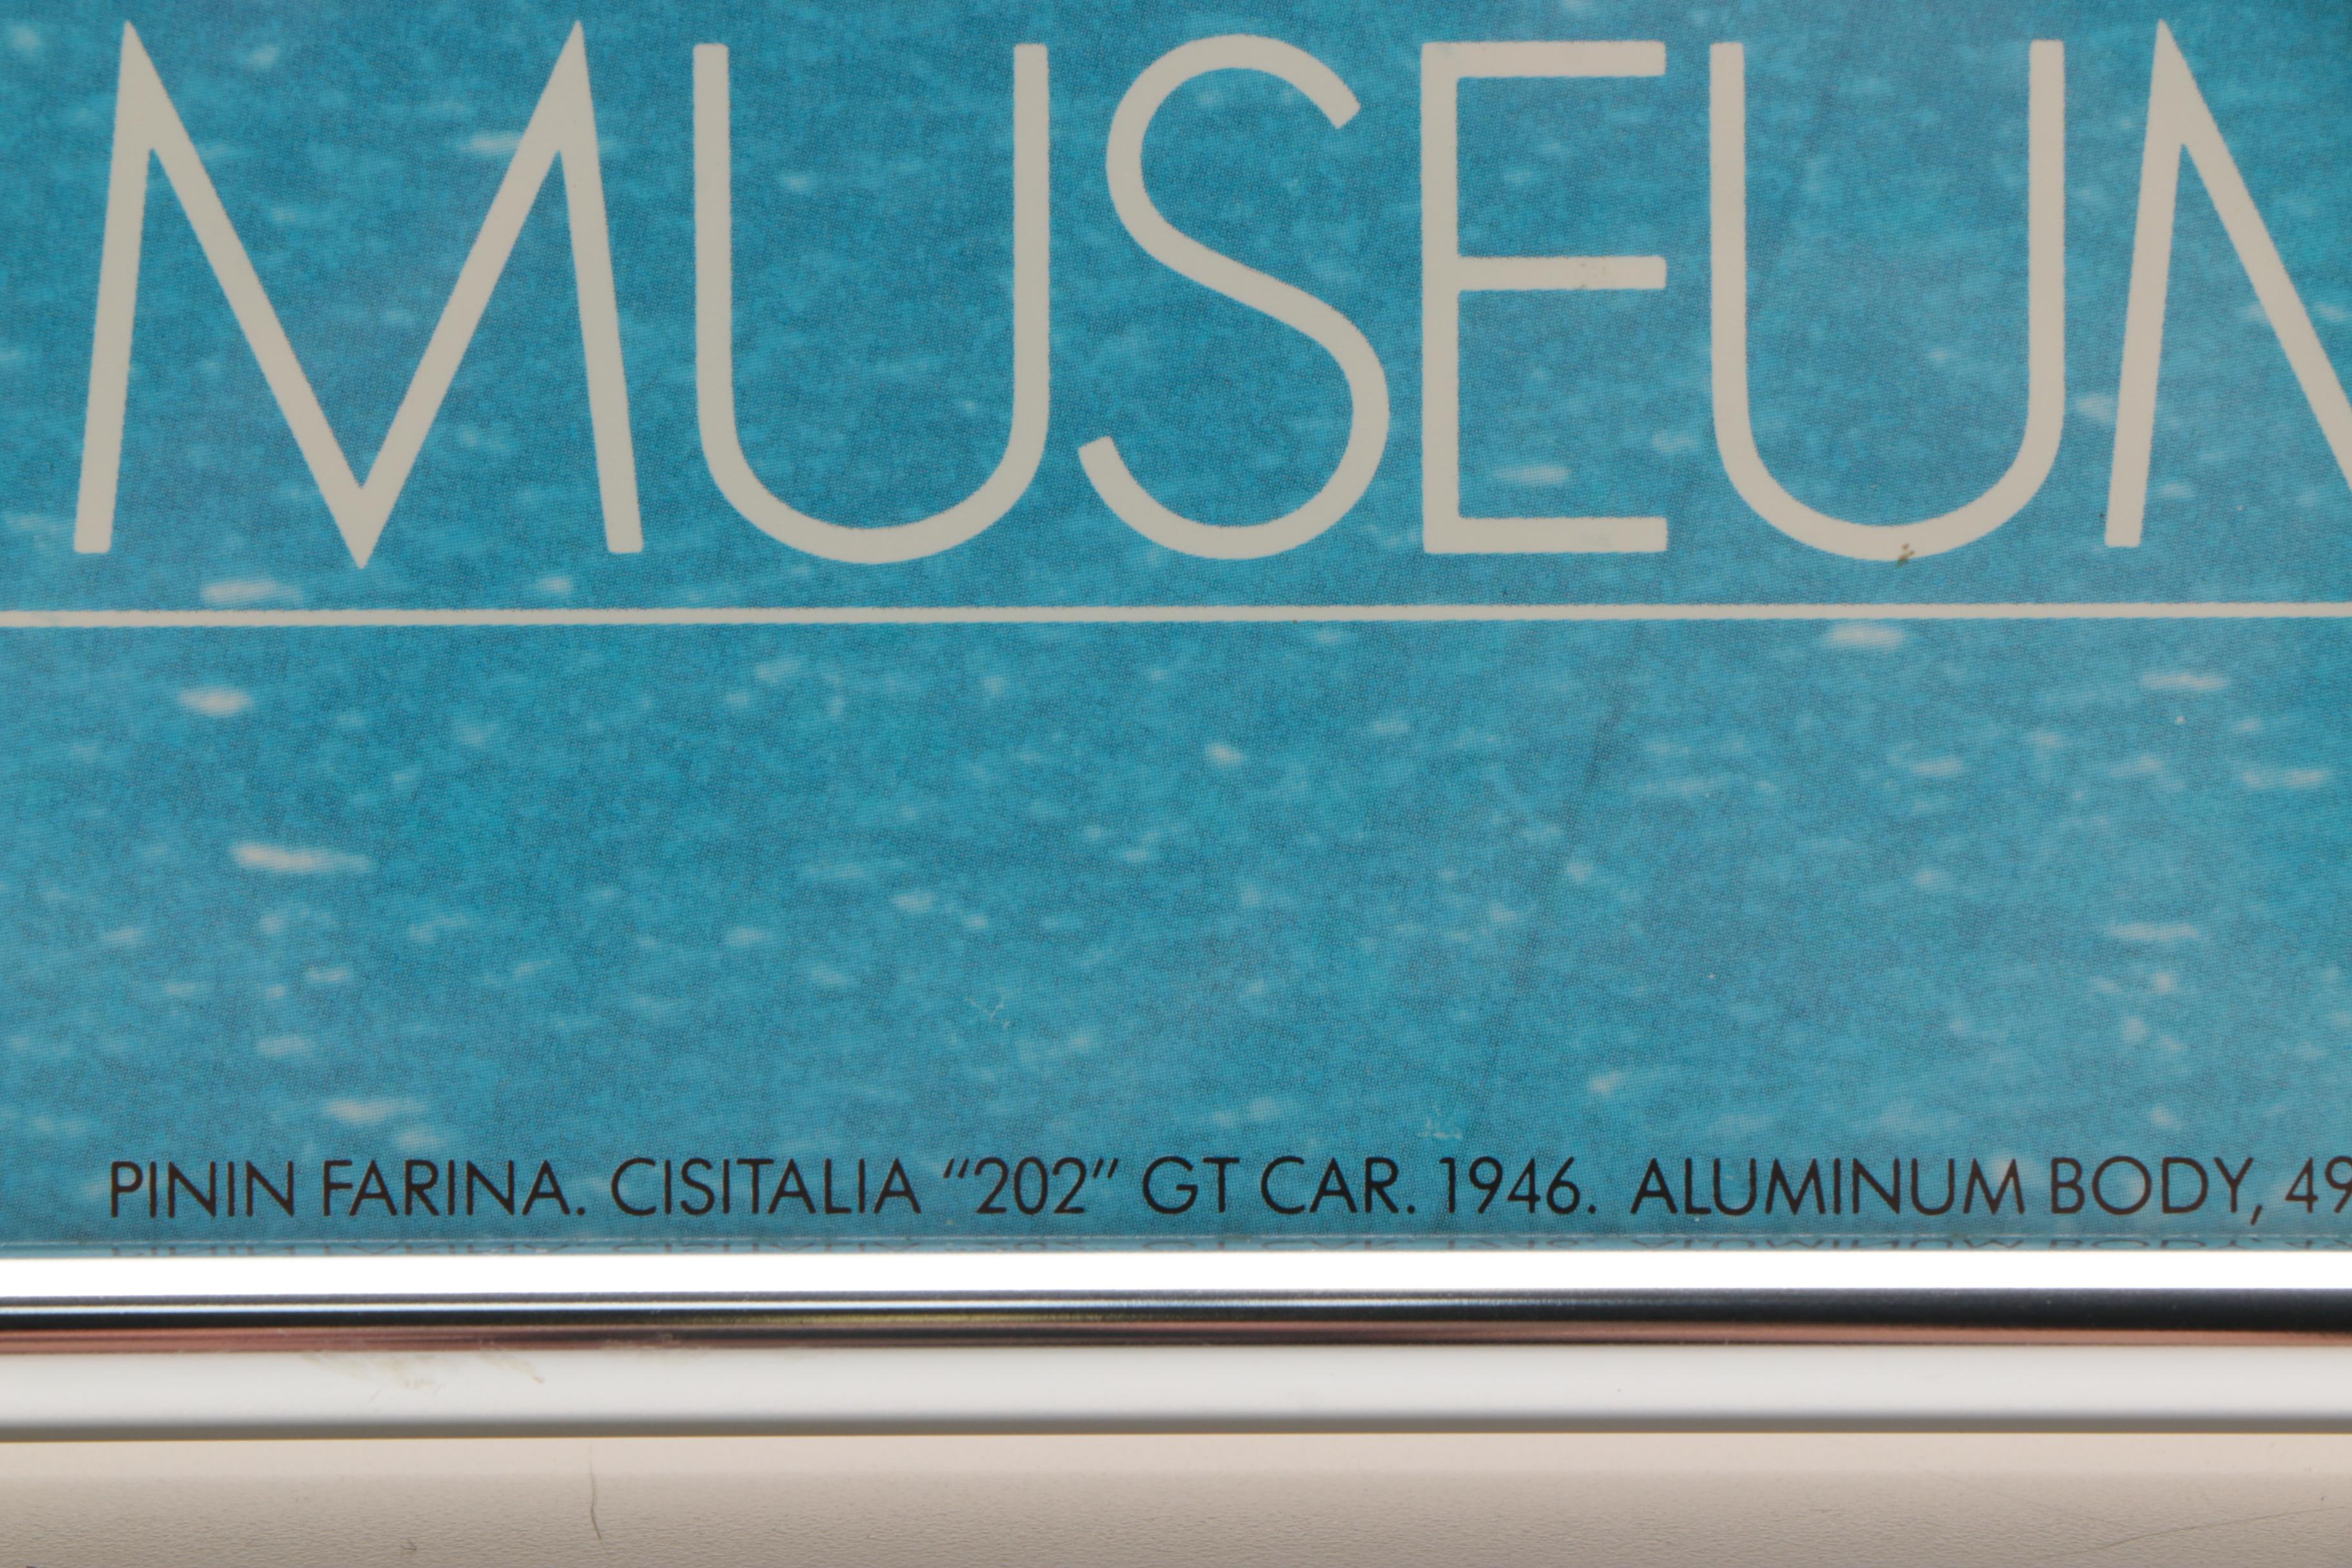 MUSEUM
PININ FARINA. CISITALIA “202” GT CAR. 1946. ALUMINUM BODY, 49